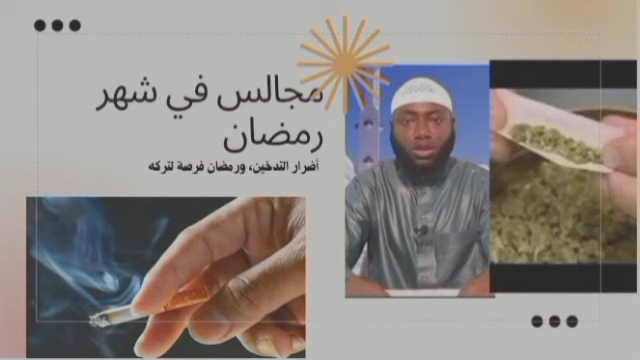 مجالس في شهر
رمضان
أضرار التدخين، ورمضان فرصة لتركه